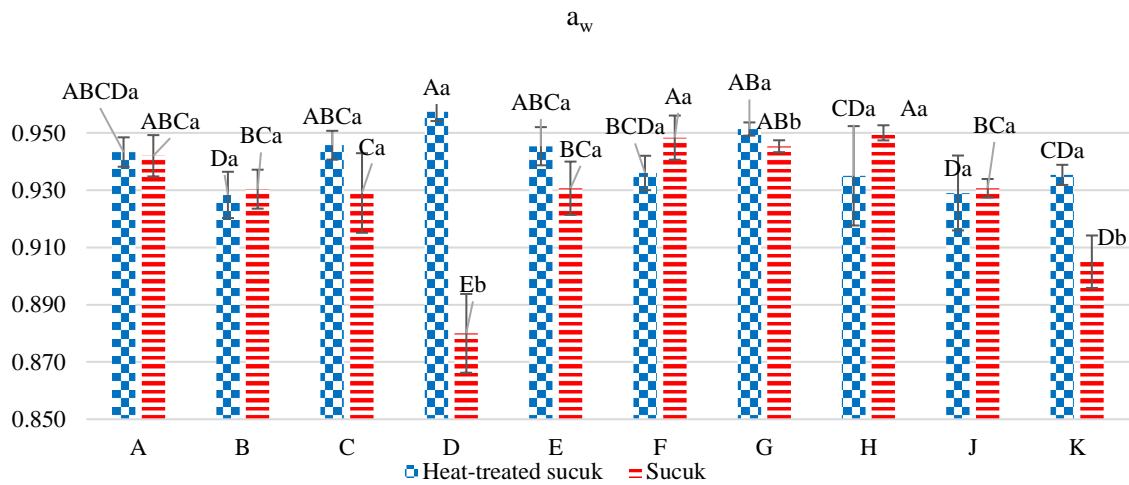 a_w
ABCDa ABCa Da BCa ABCa Ca Aa Eb ABCa BCa BCDa Aa ABa ABb CDa Aa Da BCa CDa Db
0.950
0.930
0.910
0.890
0.870
0.850
A B C D E F G H J K
Heat-treated sucuk Sucuk